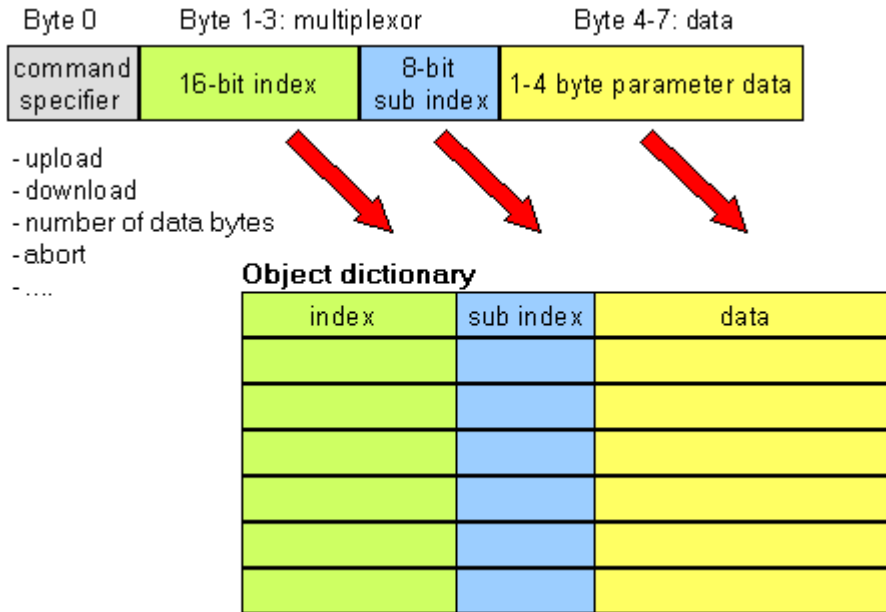 Byte 0 Byte 1-3: multiplexor Byte 4-7: data
command specifier 16-bit index 8-bit sub index 1-4 byte parameter data
- upload
- download
- number of data bytes
- abort
- ....
Object dictionary
index sub index data